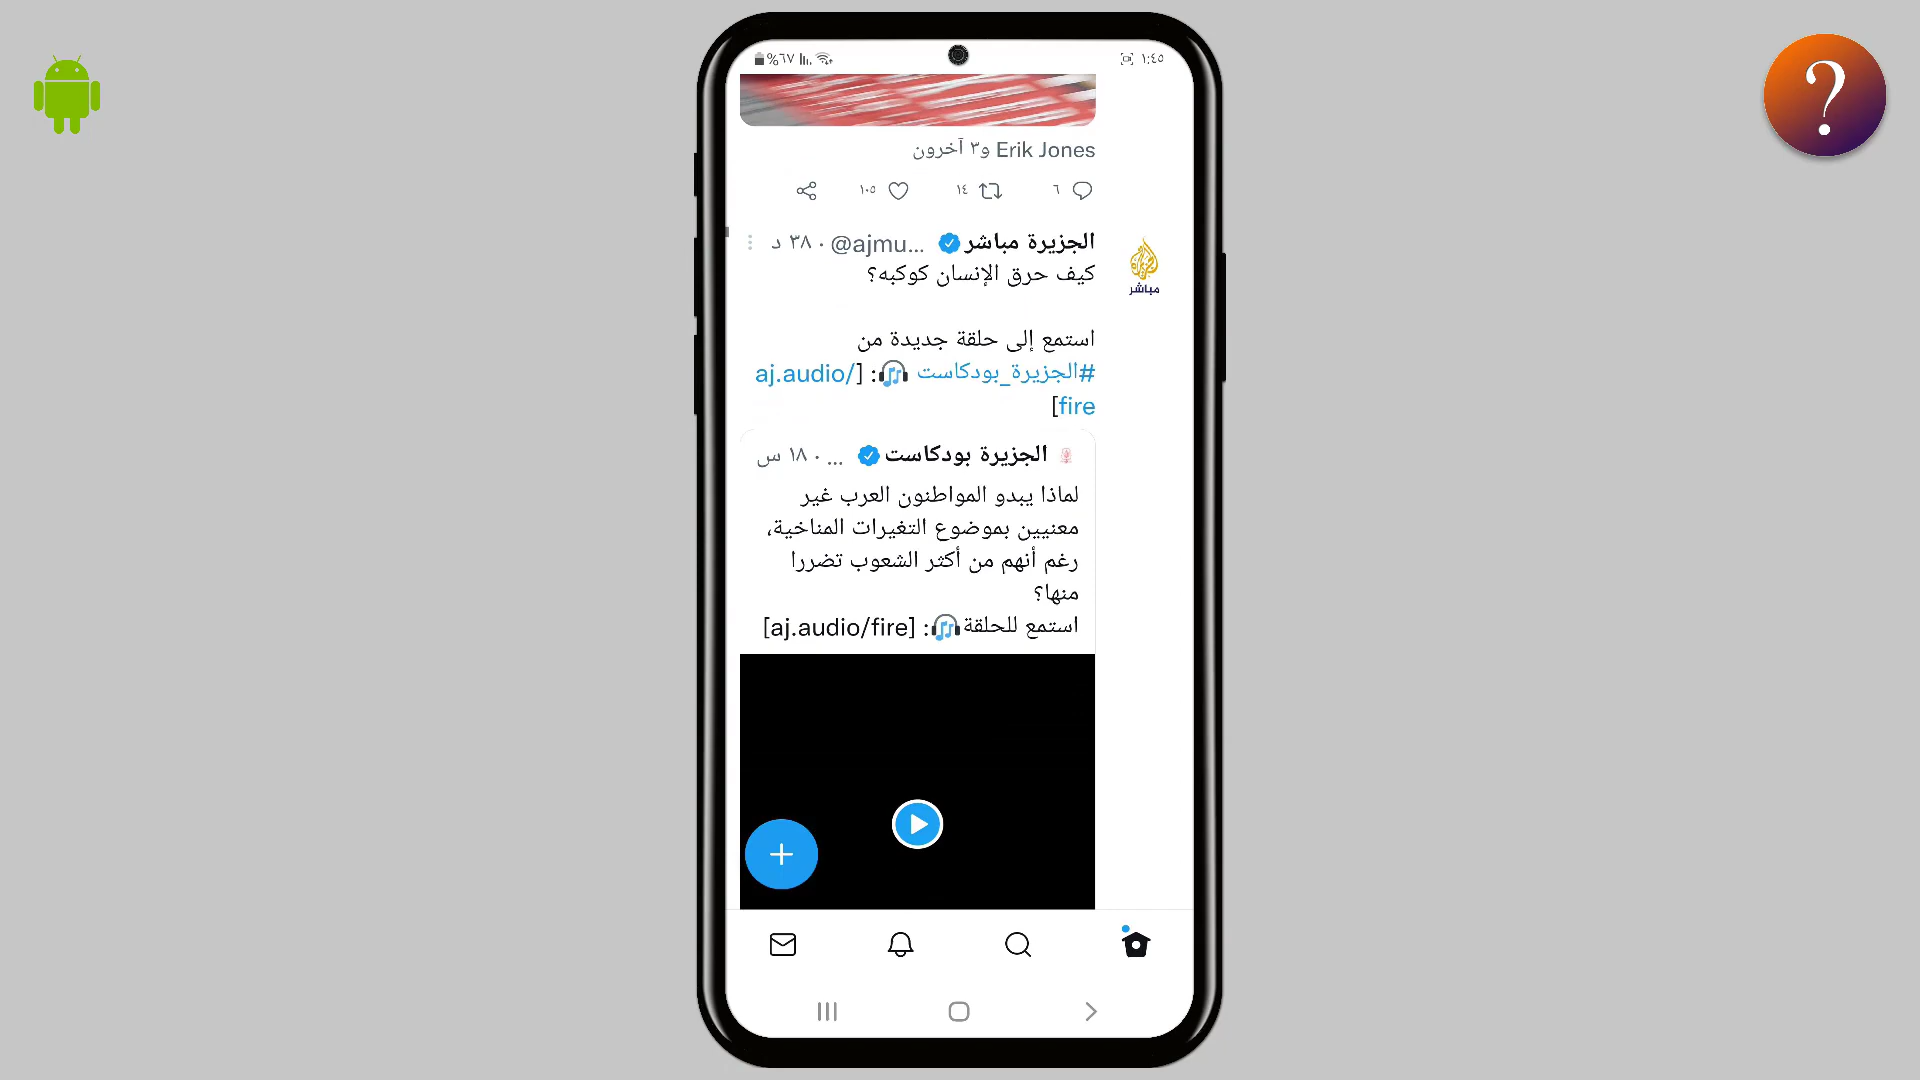 ٦٧%
١:٤٥
Erik Jones و٣ آخرون
٦ ١٤ ١٠٥
الجزيرة مباشر @ajmu... · ٣٨ د
كيف حرق الإنسان كوكبه؟
مباشر
استمع إلى حلقة جديدة من
#الجزيرة_بودكاست 🎧: [aj.audio/
fire]
الجزيرة بودكاست ... · ١٨ س
لماذا يبدو المواطنون العرب غير
معنيين بموضوع التغيرات المناخية،
رغم أنهم من أكثر الشعوب تضررا
منها؟
استمع للحلقة🎧: [aj.audio/fire]
?